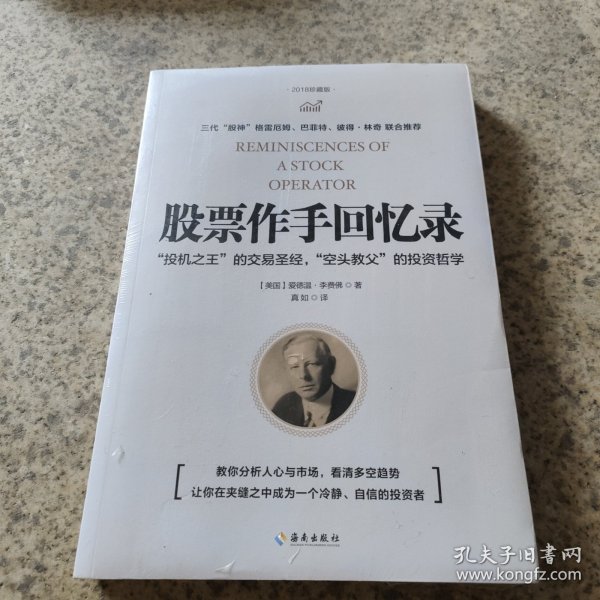 ·2018珍藏版·
三代“股神”格雷厄姆、巴菲特、彼得·林奇 联合推荐
REMINISCENCES OF
A STOCK
OPERATOR
股票作手回忆录
“投机之王”的交易圣经，“空头教父”的投资哲学
［美国］爱德温·李费佛 ◇ 著
真如 ◇ 译
教你分析人心与市场，看清多空趋势
让你在夹缝之中成为一个冷静、自信的投资者
海南出版社
孔夫子旧书网
www.kongfz.com